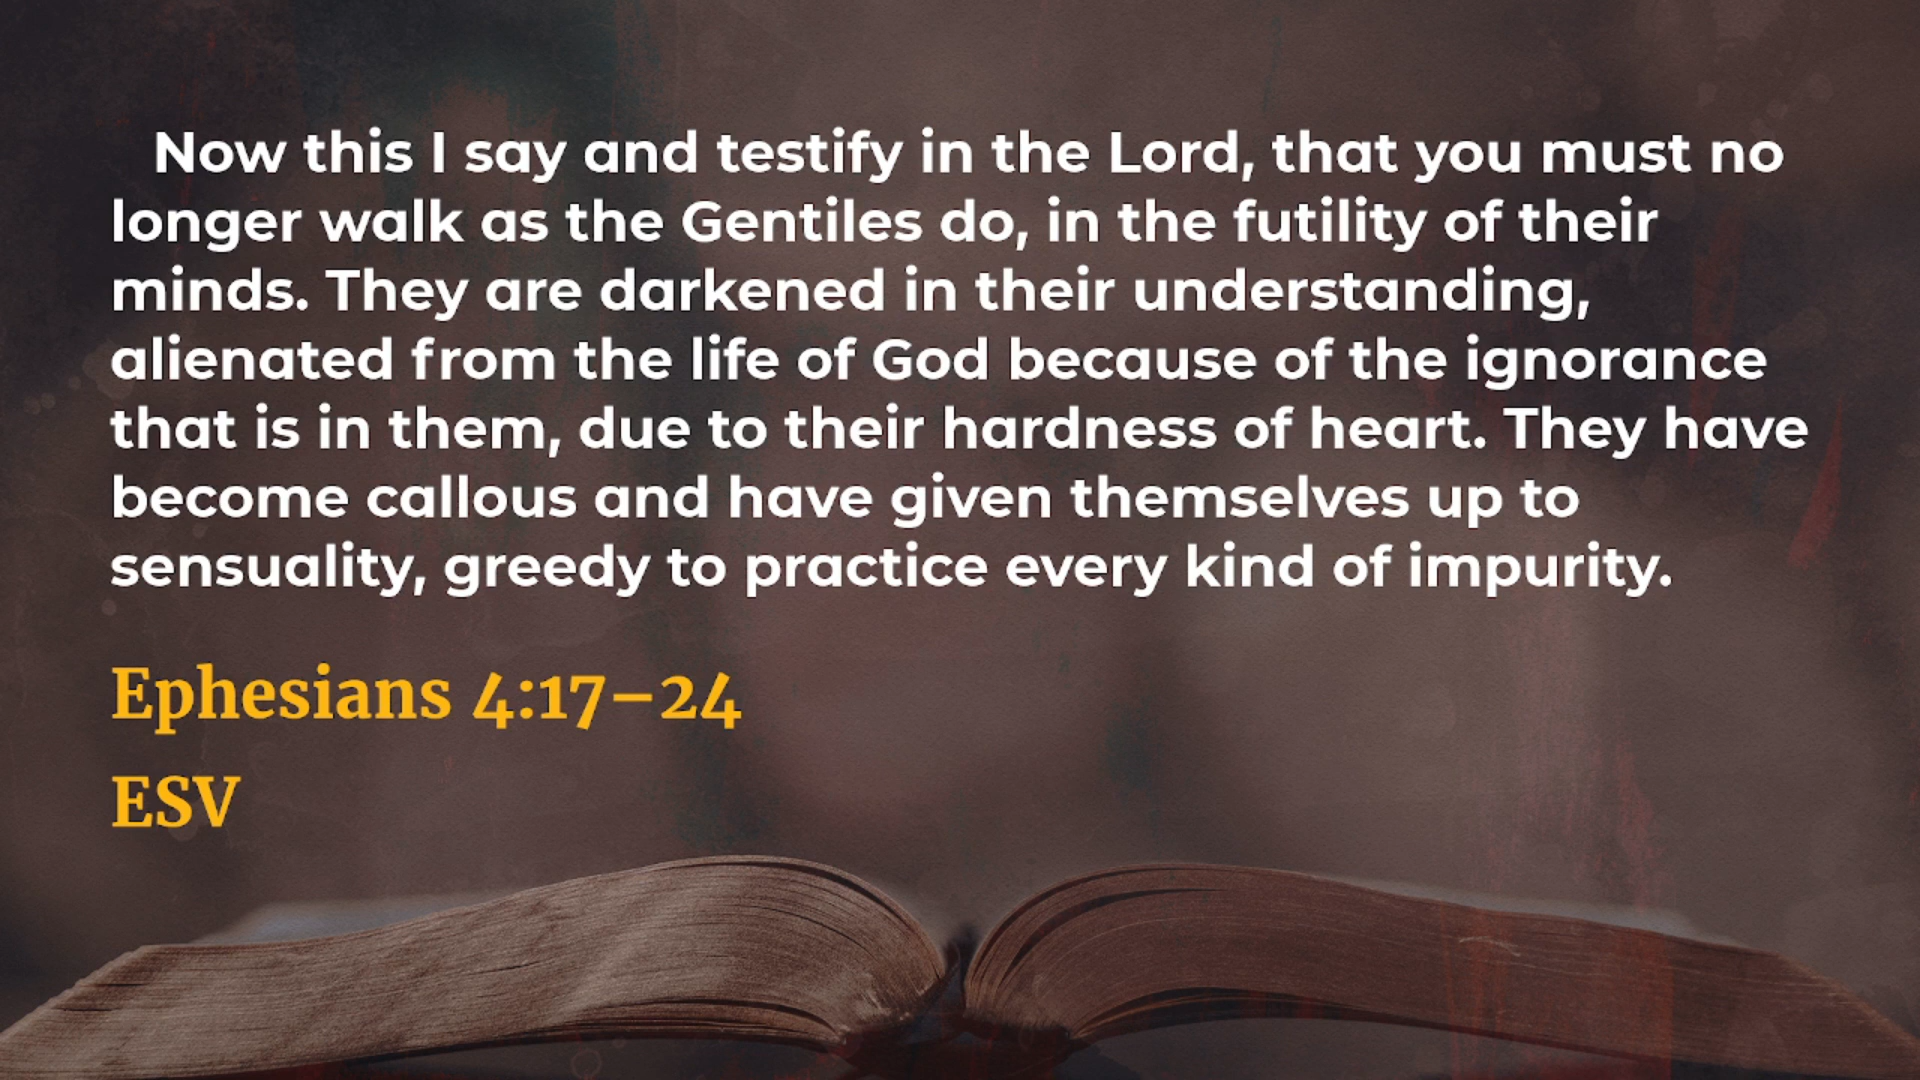 Now this I say and testify in the Lord, that you must no
longer walk as the Gentiles do, in the futility of their
minds. They are darkened in their understanding,
alienated from the life of God because of the ignorance
that is in them, due to their hardness of heart. They have
become callous and have given themselves up to
sensuality, greedy to practice every kind of impurity.
Ephesians 4:17–24
ESV